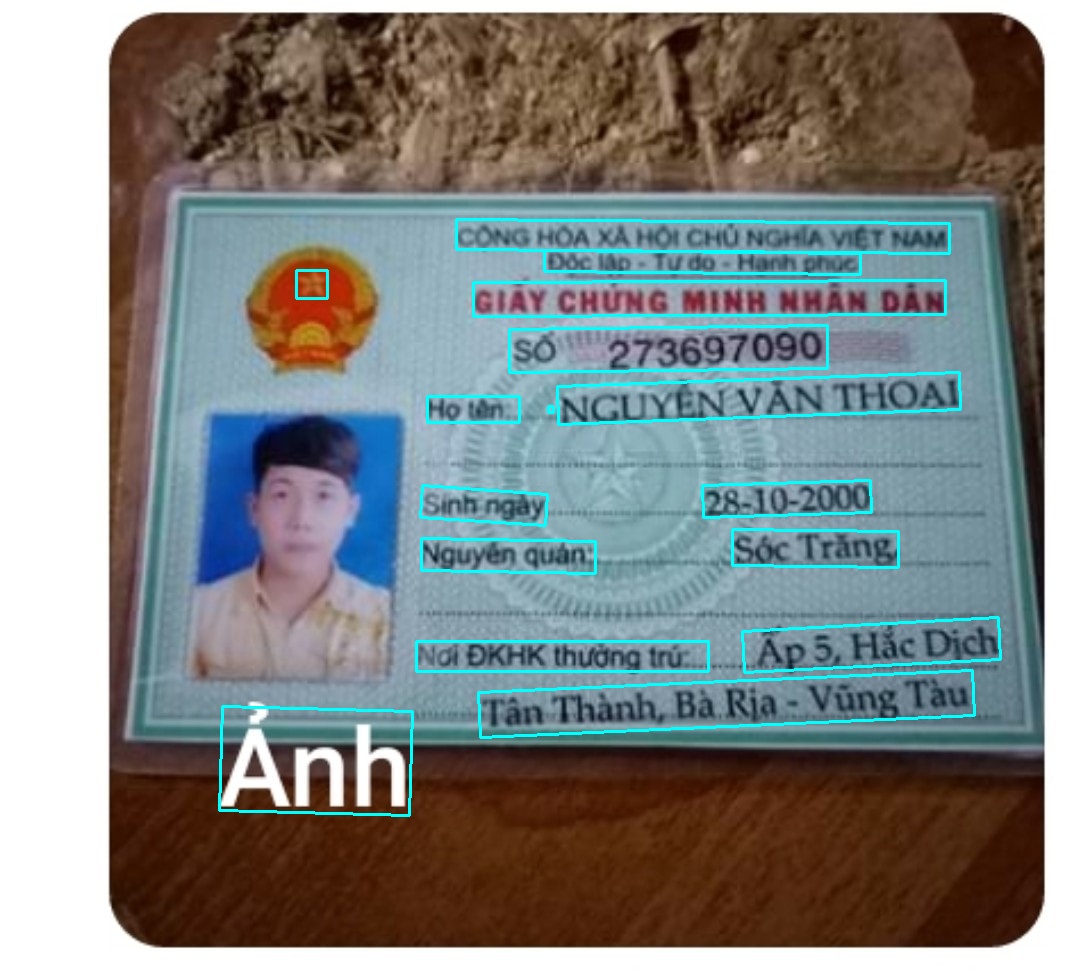 CỘNG HÒA XÃ HỘI CHỦ NGHĨA VIỆT NAM
Độc lập - Tự do - Hạnh phúc
GIẤY CHỨNG MINH NHÂN DÂN
SỐ 273697090
Họ tên: NGUYỄN VĂN THOẠI
Sinh ngày 28-10-2000
Nguyên quán: Sóc Trăng,
Nơi ĐKHK thường trú: Ấp 5, Hắc Dịch
Tân Thành, Bà Rịa - Vũng Tàu
Ảnh